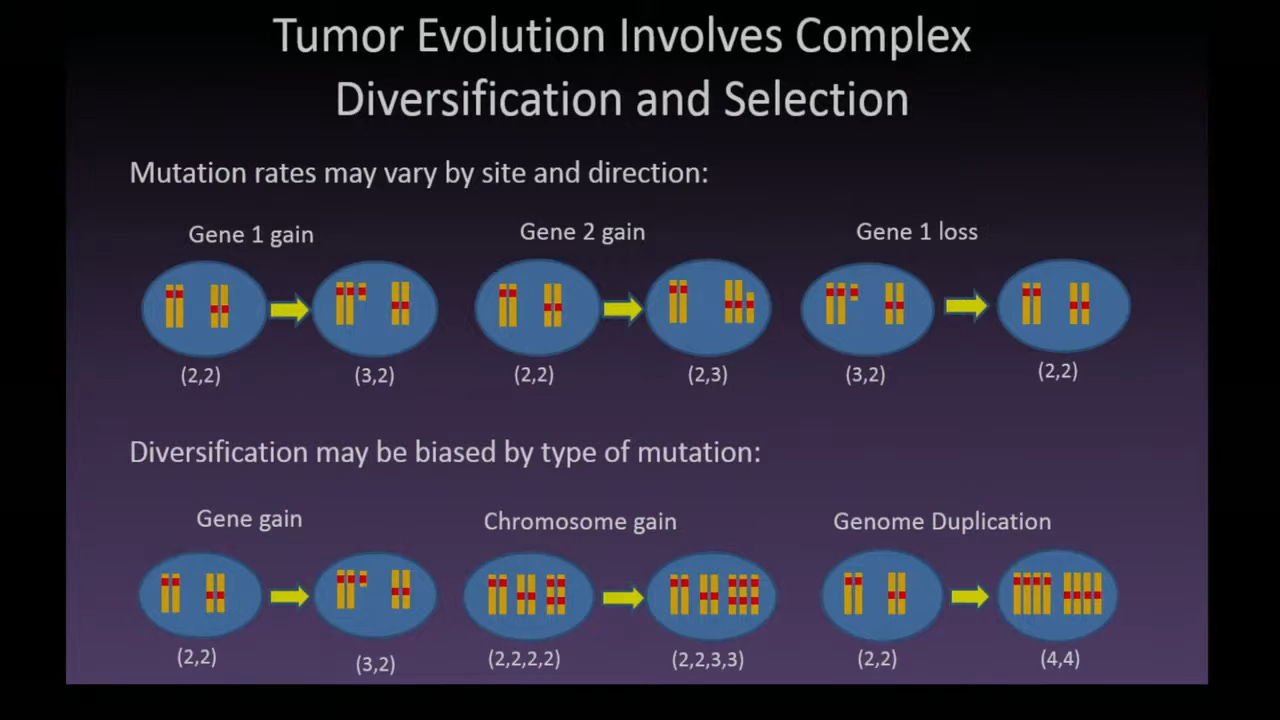 Tumor Evolution Involves Complex
Diversification and Selection
Mutation rates may vary by site and direction:
Gene 1 gain
Gene 2 gain
Gene 1 loss
(2,2)
(3,2)
(2,2)
(2,3)
(3,2)
(2,2)
Diversification may be biased by type of mutation:
Gene gain
Chromosome gain
Genome Duplication
(2,2)
(3,2)
(2,2,2,2)
(2,2,3,3)
(2,2)
(4,4)